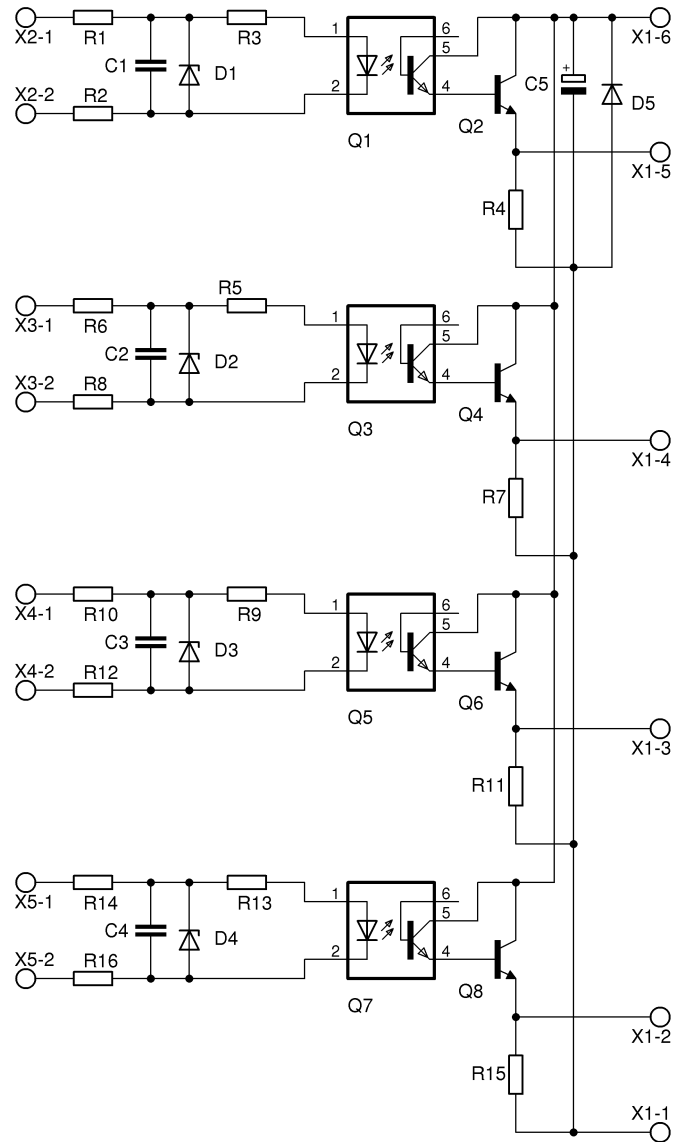 X2-1
R1
R3
C1
D1
1
6
5
X1-6
+
C5
D5
X2-2
R2
2
4
Q1
Q2
X1-5
R4
X3-1
R6
R5
C2
D2
1
6
5
X3-2
R8
2
4
Q3
Q4
X1-4
R7
X4-1
R10
R9
C3
D3
1
6
5
X4-2
R12
2
4
Q5
Q6
X1-3
R11
X5-1
R14
R13
C4
D4
1
6
5
X5-2
R16
2
4
Q7
Q8
X1-2
R15
X1-1